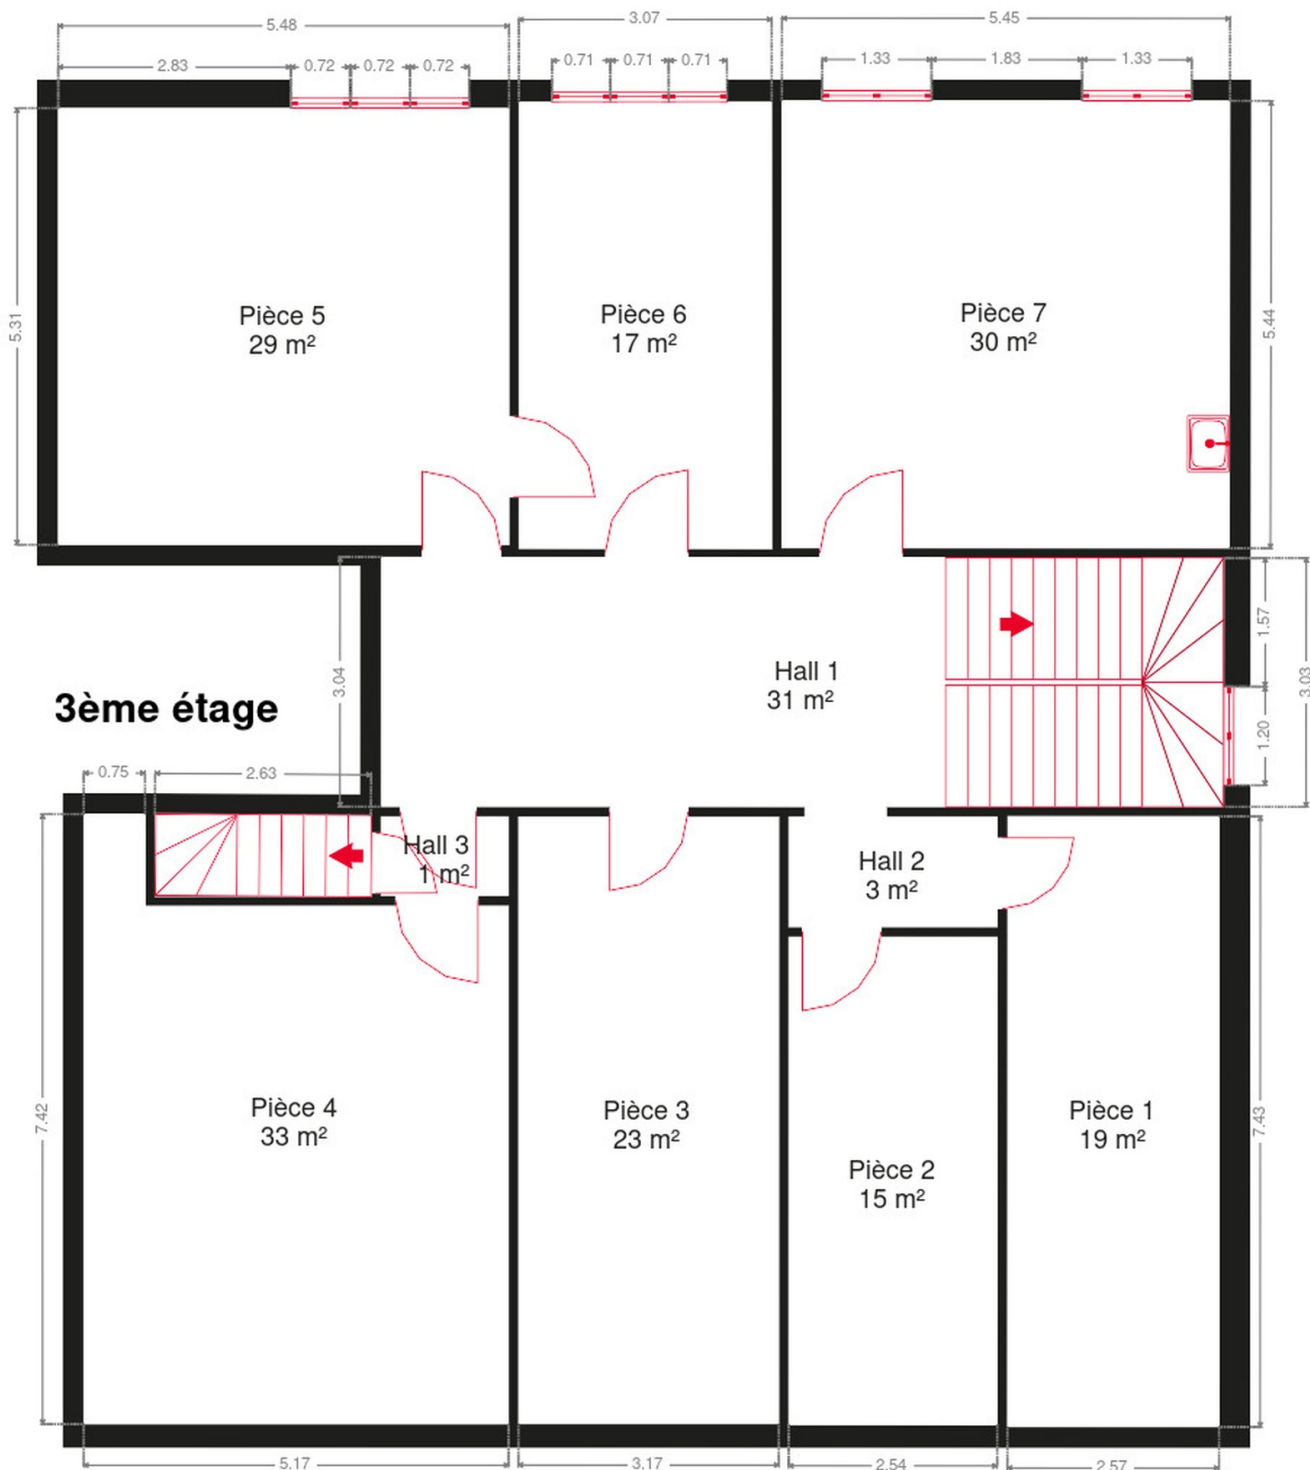 5.48
3.07
5.45
2.83
0.72
0.72
0.72
0.71
0.71
0.71
1.33
1.83
1.33
5.31
Pièce 5
29 m²
Pièce 6
17 m²
Pièce 7
30 m²
5.44
3ème étage
3.04
Hall 1
31 m²
1.57
1.20
3.03
0.75
2.63
Hall 3
1 m²
Hall 2
3 m²
7.42
Pièce 4
33 m²
Pièce 3
23 m²
Pièce 2
15 m²
Pièce 1
19 m²
7.43
5.17
3.17
2.54
2.57